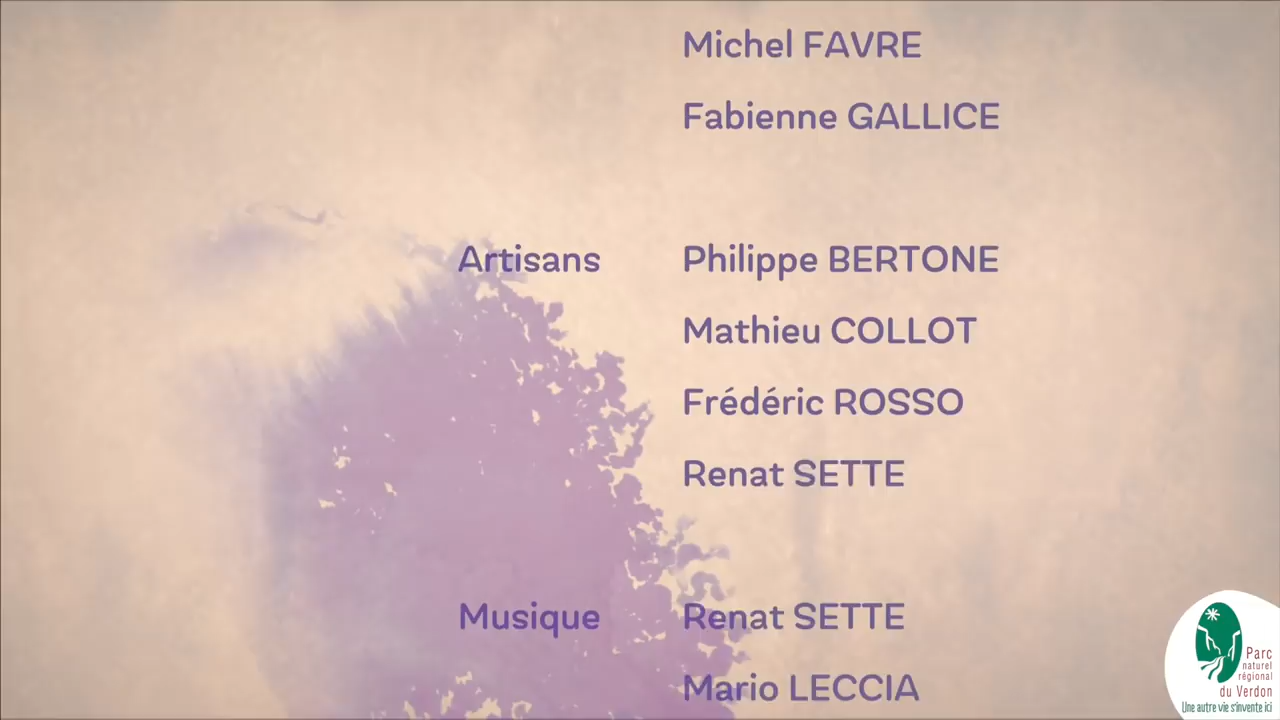 Michel FAVRE
Fabienne GALLICE
Artisans Philippe BERTONE
Mathieu COLLOT
Frédéric ROSSO
Renat SETTE
Musique Renat SETTE
Mario LECCIA
Parc
naturel
régional
du Verdon
Une autre vie s'invente ici